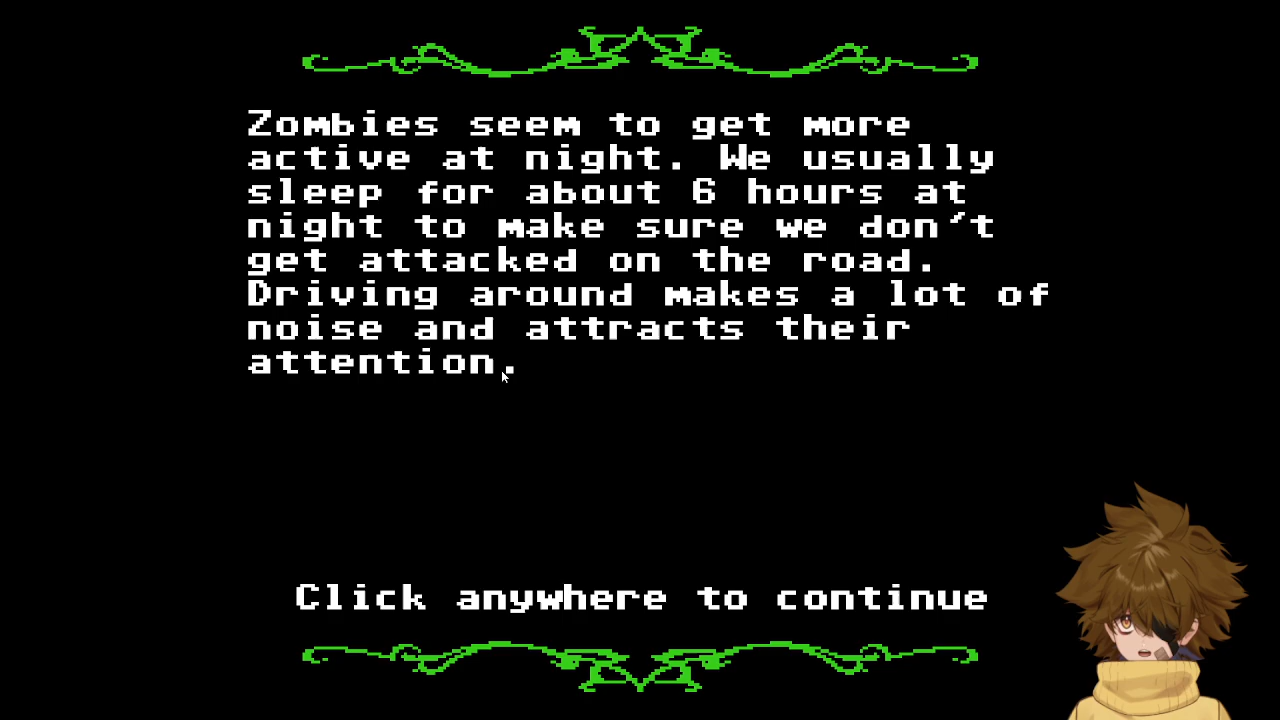 Zombies seem to get more
active at night. We usually
sleep for about 6 hours at
night to make sure we don't
get attacked on the road.
Driving around makes a lot of
noise and attracts their
attention.
Click anywhere to continue